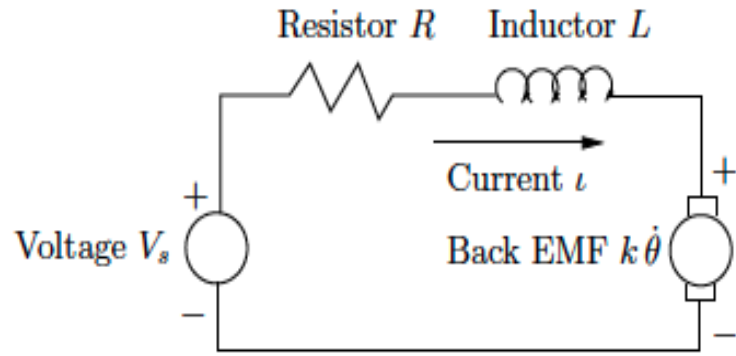 Resistor R Inductor L
Current ι
+ +
Voltage Vₛ Back EMF k θ̇
− −